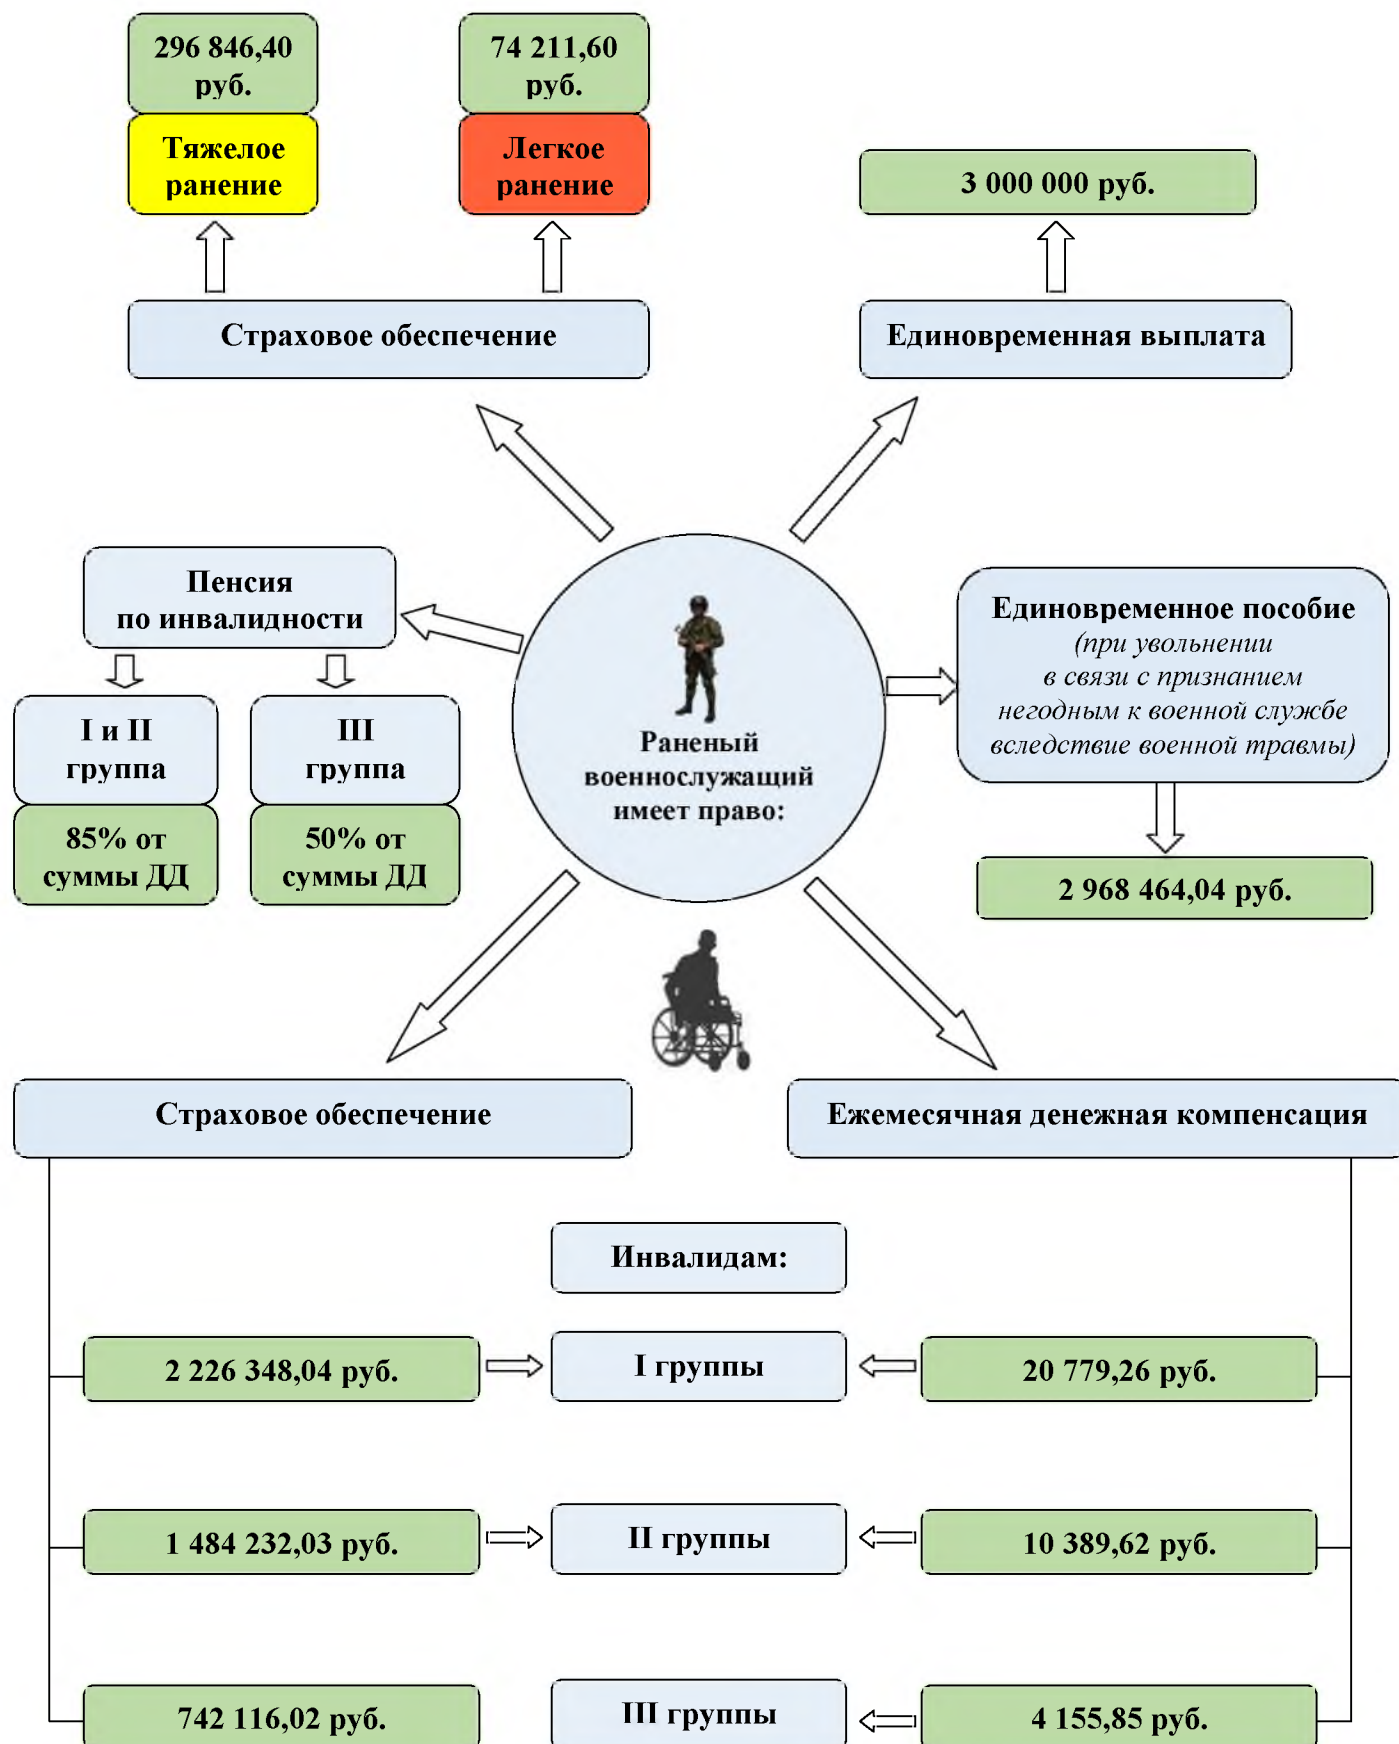 296 846,40
руб.
Тяжелое
ранение
74 211,60
руб.
Легкое
ранение
3 000 000 руб.
Страховое обеспечение
Единовременная выплата
Пенсия
по инвалидности
I и II
группа
85% от
суммы ДД
III
группа
50% от
суммы ДД
Раненый
военнослужащий
имеет право:
Единовременное пособие
(при увольнении
в связи с признанием
негодным к военной службе
вследствие военной травмы)
2 968 464,04 руб.
Страховое обеспечение
Ежемесячная денежная компенсация
Инвалидам:
2 226 348,04 руб.
I группы
20 779,26 руб.
1 484 232,03 руб.
II группы
10 389,62 руб.
742 116,02 руб.
III группы
4 155,85 руб.